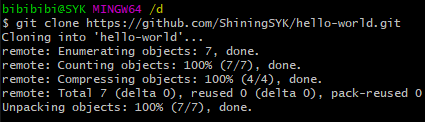 bibibibi@SYK MINGW64 /d
$ git clone https://github.com/ShiningSYK/hello-world.git
Cloning into 'hello-world'...
remote: Enumerating objects: 7, done.
remote: Counting objects: 100% (7/7), done.
remote: Compressing objects: 100% (4/4), done.
remote: Total 7 (delta 0), reused 0 (delta 0), pack-reused 0
Unpacking objects: 100% (7/7), done.